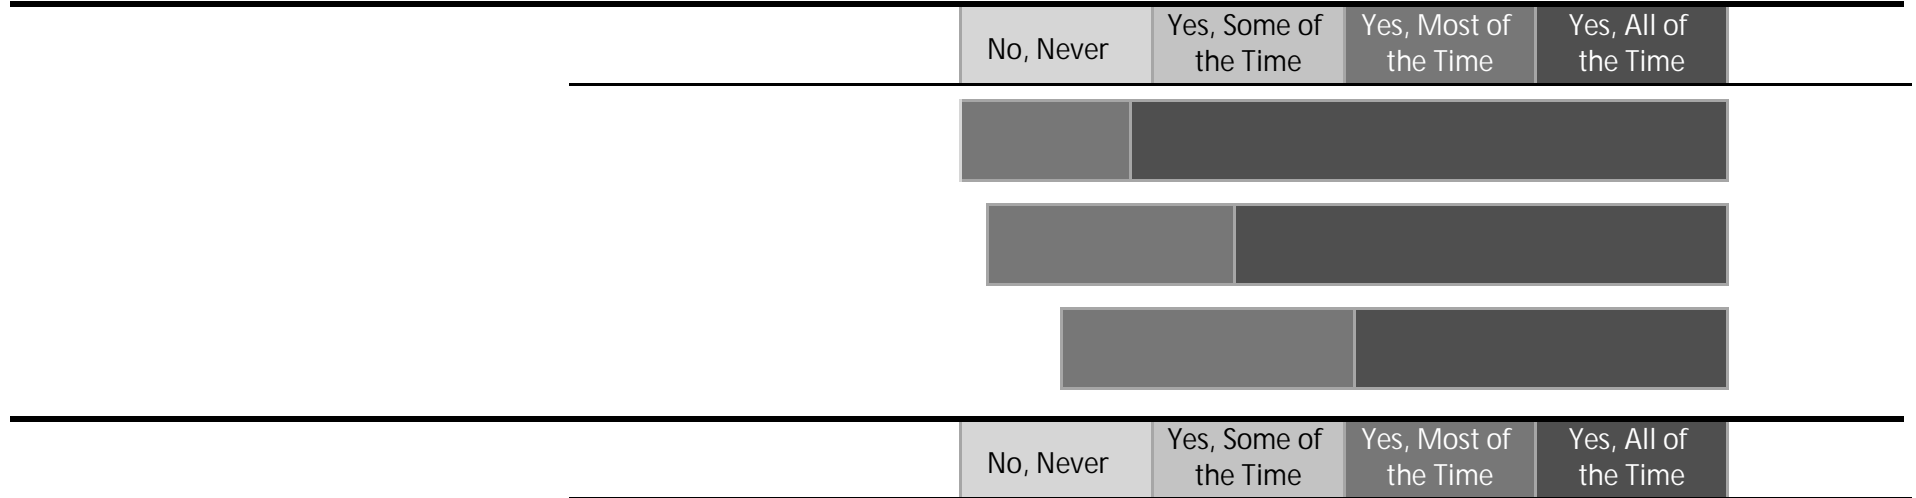 No, Never
Yes, Some of
the Time
Yes, Most of
the Time
Yes, All of
the Time
No, Never
Yes, Some of
the Time
Yes, Most of
the Time
Yes, All of
the Time